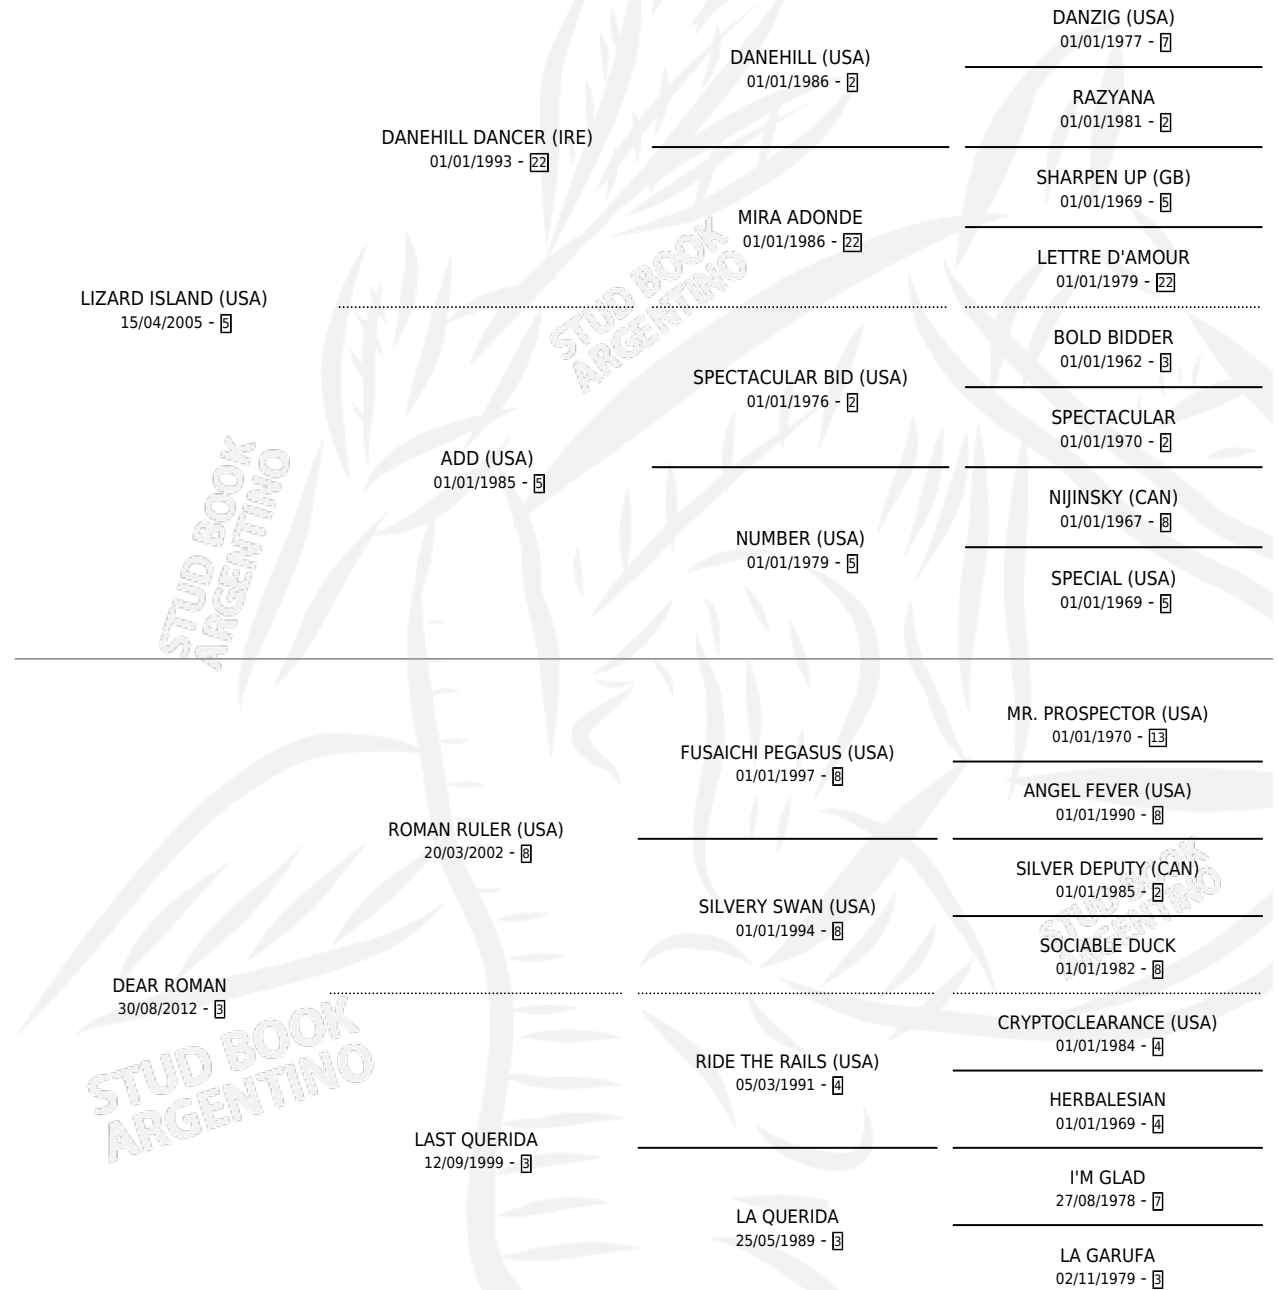 DANZIG (USA)
01/01/1977 - 7
DANEHILL (USA)
01/01/1986 - 2
RAZYANA
01/01/1981 - 2
DANEHILL DANCER (IRE)
01/01/1993 - 22
SHARPEN UP (GB)
01/01/1969 - 5
MIRA ADONDE
01/01/1986 - 22
LETTRE D'AMOUR
01/01/1979 - 22
LIZARD ISLAND (USA)
15/04/2005 - 5
BOLD BIDDER
01/01/1962 - 3
SPECTACULAR BID (USA)
01/01/1976 - 2
SPECTACULAR
01/01/1970 - 2
ADD (USA)
01/01/1985 - 5
NIJINSKY (CAN)
01/01/1967 - 8
NUMBER (USA)
01/01/1979 - 5
SPECIAL (USA)
01/01/1969 - 5
MR. PROSPECTOR (USA)
01/01/1970 - 13
FUSAICHI PEGASUS (USA)
01/01/1997 - 8
ANGEL FEVER (USA)
01/01/1990 - 8
ROMAN RULER (USA)
20/03/2002 - 8
SILVER DEPUTY (CAN)
01/01/1985 - 2
SILVERY SWAN (USA)
01/01/1994 - 8
SOCIABLE DUCK
01/01/1982 - 8
DEAR ROMAN
30/08/2012 - 3
CRYPTOCLEARANCE (USA)
01/01/1984 - 4
RIDE THE RAILS (USA)
05/03/1991 - 4
HERBALESIAN
01/01/1969 - 4
LAST QUERIDA
12/09/1999 - 3
I'M GLAD
27/08/1978 - 7
LA QUERIDA
25/05/1989 - 3
LA GARUFA
02/11/1979 - 3
STUD BOOK
ARGENTINO
STUD BOOK
ARGENTINO
STUD BOOK
ARGENTINO
STUD BOOK
ARGENTINO